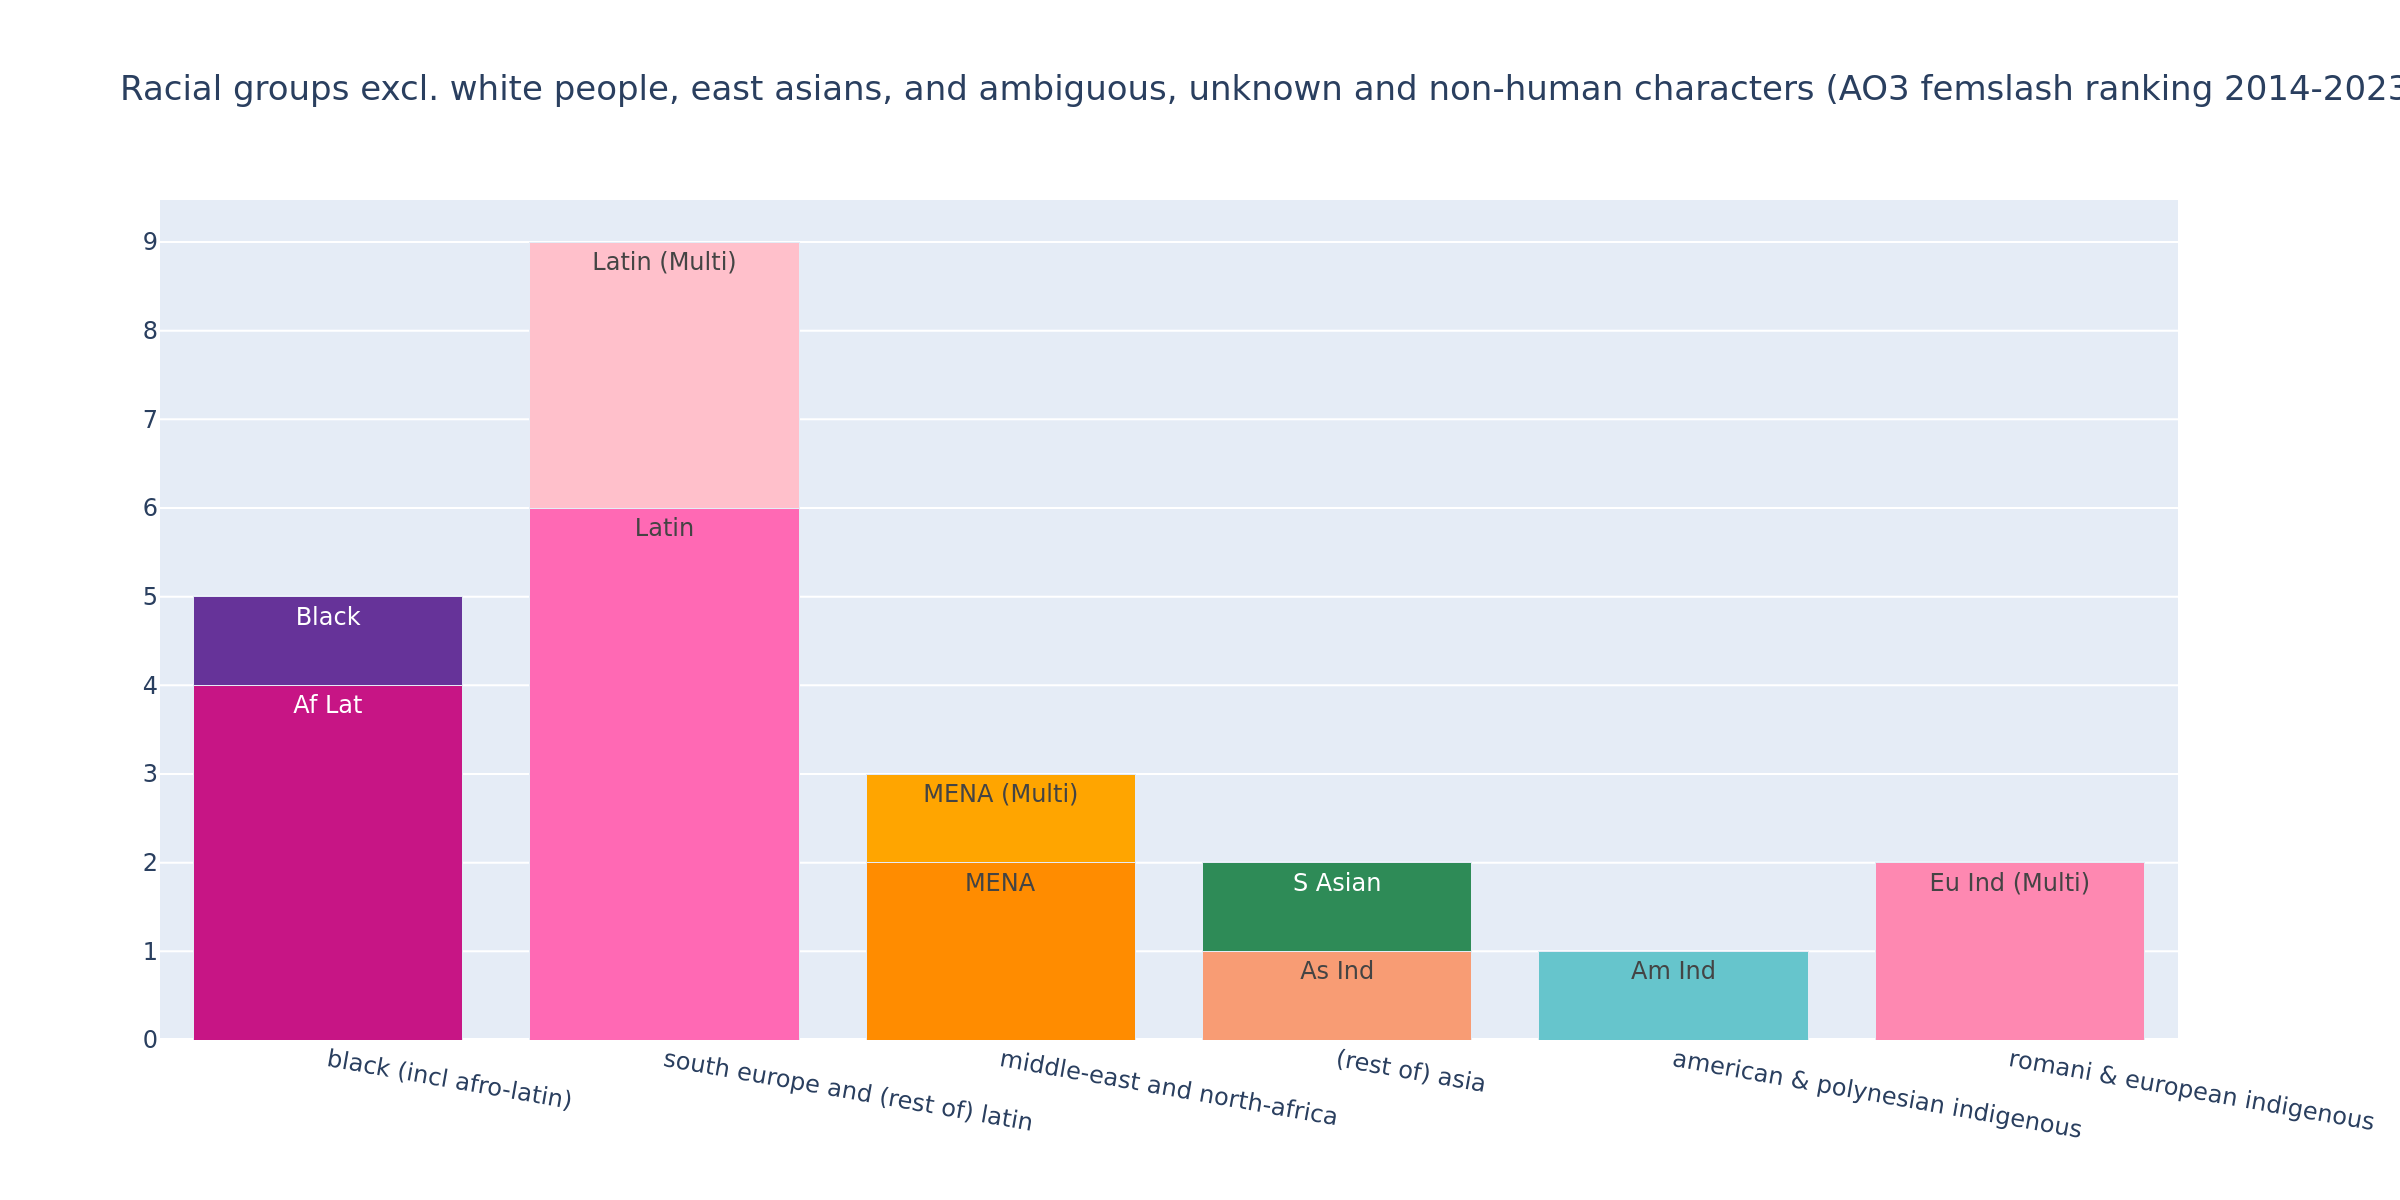 Racial groups excl. white people, east asians, and ambiguous, unknown and non-human characters (AO3 femslash ranking 2014-2023
9
8
7
6
5
4
3
2
1
0
Latin (Multi)
Latin
Black
Af Lat
MENA (Multi)
MENA
S Asian
As Ind
Am Ind
Eu Ind (Multi)
black (incl afro-latin)
south europe and (rest of) latin
middle-east and north-africa
(rest of) asia
american & polynesian indigenous
romani & european indigenous